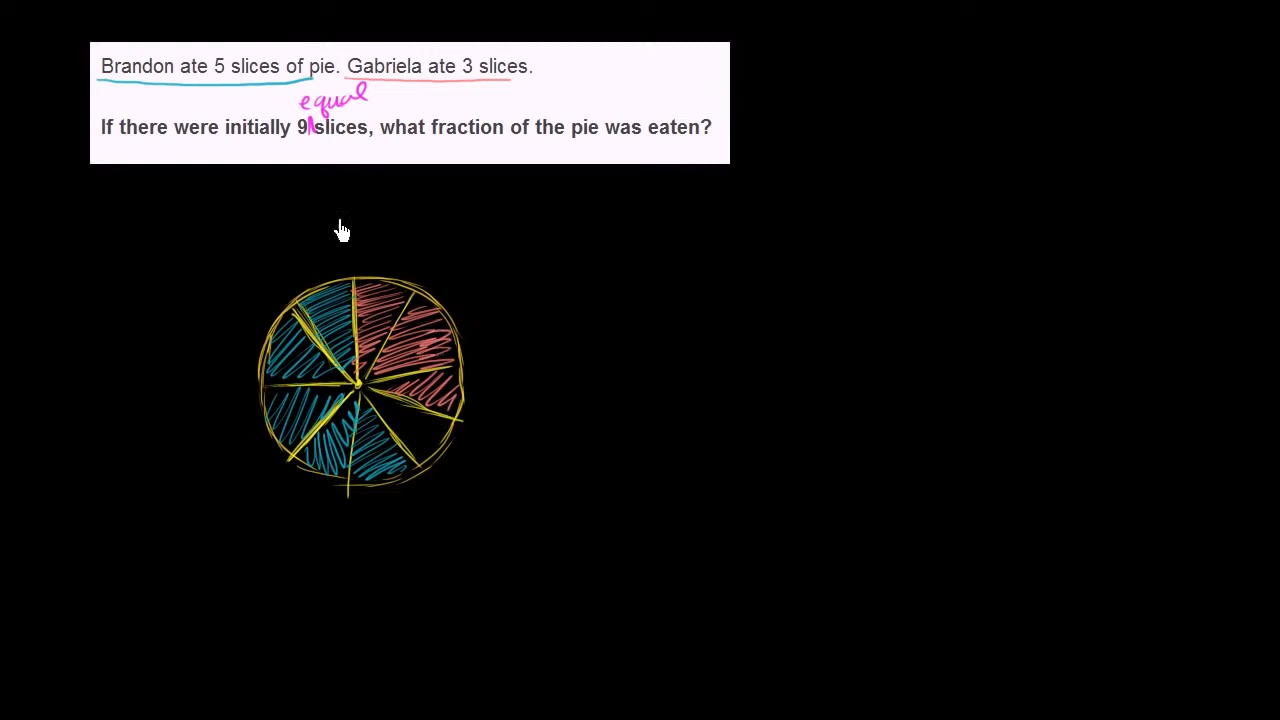 Brandon ate 5 slices of pie. Gabriela ate 3 slices.
equal
If there were initially 9 slices, what fraction of the pie was eaten?